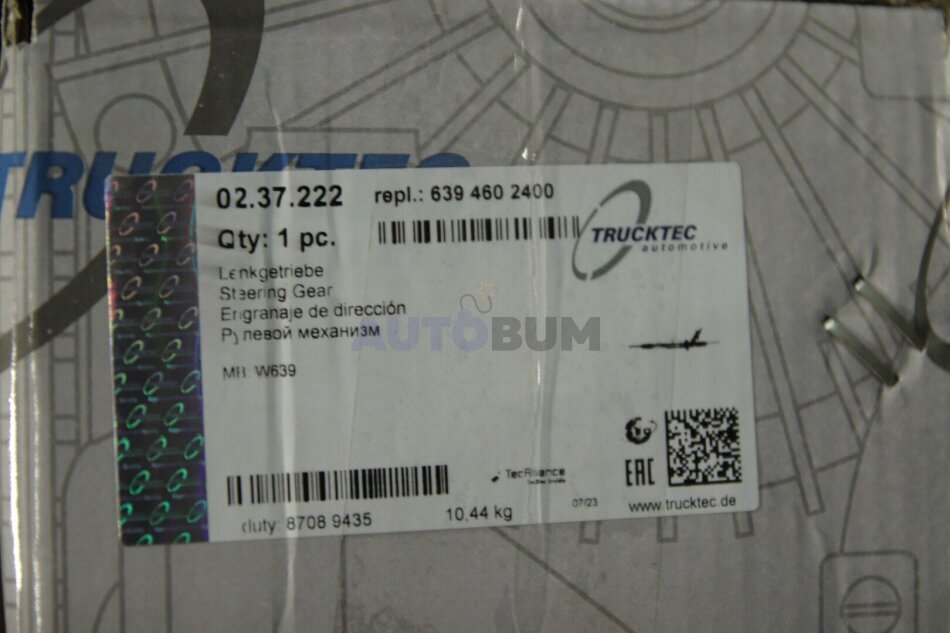 TRUCKTEC
02.37.222 repl.: 639 460 2400
Qty: 1 pc.
TRUCKTEC
automotive
Lenkgetriebe
Steering Gear
Engranaje de dirección
Рулевой механизм
AUTOBUM
MB: W639
TecAlliance
EAC
duty: 8708 9435 10,44 kg 07/23 www.trucktec.de